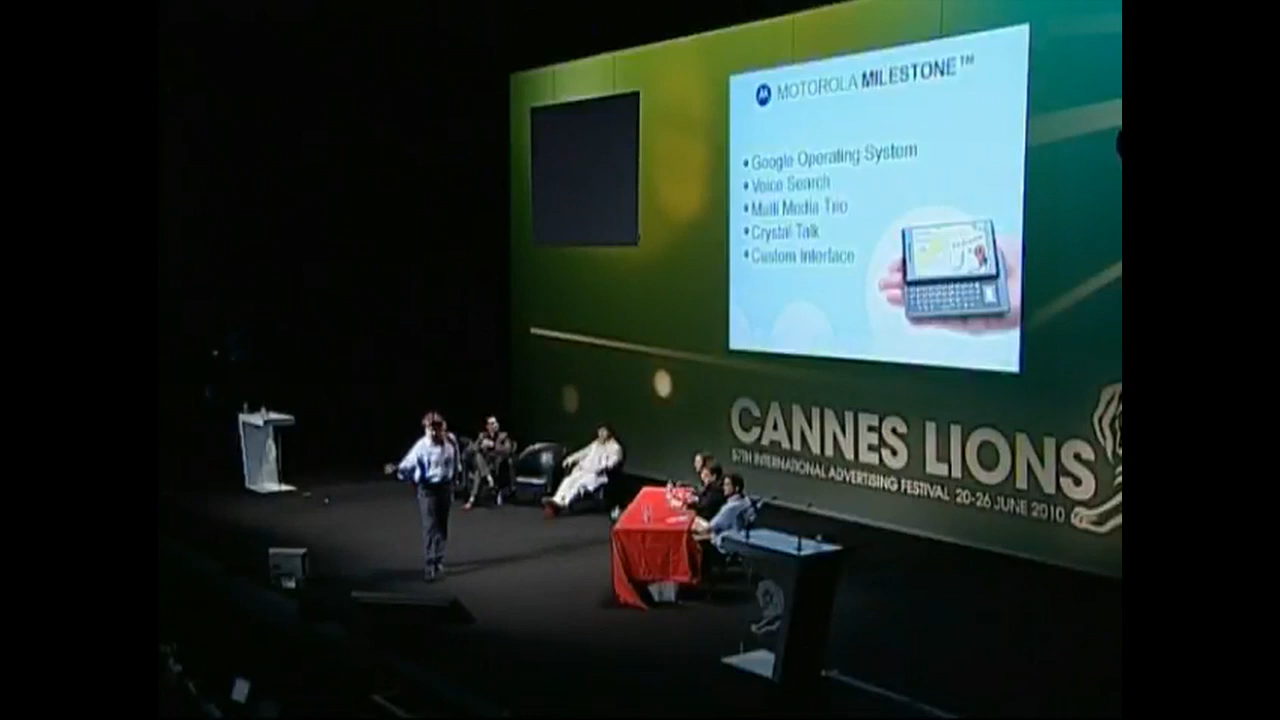 MOTOROLA MILESTONE™
• Google Operating System
• Voice Search
• Multi Media Trio
• Crystal Talk
• Custom Interface
CANNES LIONS
57TH INTERNATIONAL ADVERTISING FESTIVAL 20-26 JUNE 2010